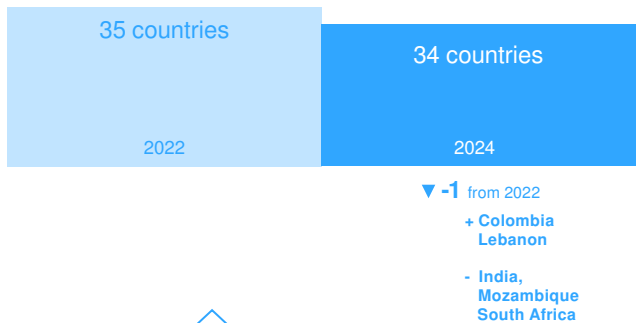 35 countries
34 countries
2022
2024
▼ -1 from 2022
+ Colombia
Lebanon
- India,
Mozambique
South Africa